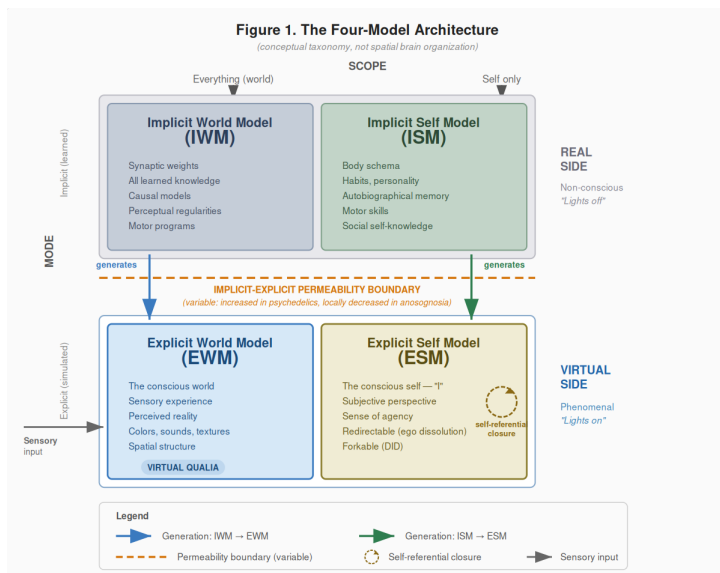 Figure 1. The Four-Model Architecture
(conceptual taxonomy, not spatial brain organization)
SCOPE
Everything (world)
Self only
MODE
Implicit (learned)
Implicit World Model
(IWM)
Synaptic weights
All learned knowledge
Causal models
Perceptual regularities
Motor programs
Implicit Self Model
(ISM)
Body schema
Habits, personality
Autobiographical memory
Motor skills
Social self-knowledge
REAL
SIDE
Non-conscious
"Lights off"
generates
generates
IMPLICIT-EXPLICIT PERMEABILITY BOUNDARY
(variable: increased in psychedelics, locally decreased in anosognosia)
Explicit (simulated)
Explicit World Model
(EWM)
The conscious world
Sensory experience
Perceived reality
Colors, sounds, textures
Spatial structure
VIRTUAL QUALIA
Explicit Self Model
(ESM)
The conscious self — "I"
Subjective perspective
Sense of agency
Redirectable (ego dissolution)
Forkable (DID)
self-referential
closure
VIRTUAL
SIDE
Phenomenal
"Lights on"
Sensory
input
Legend
Generation: IWM → EWM
Generation: ISM → ESM
Permeability boundary (variable)
Self-referential closure
Sensory input